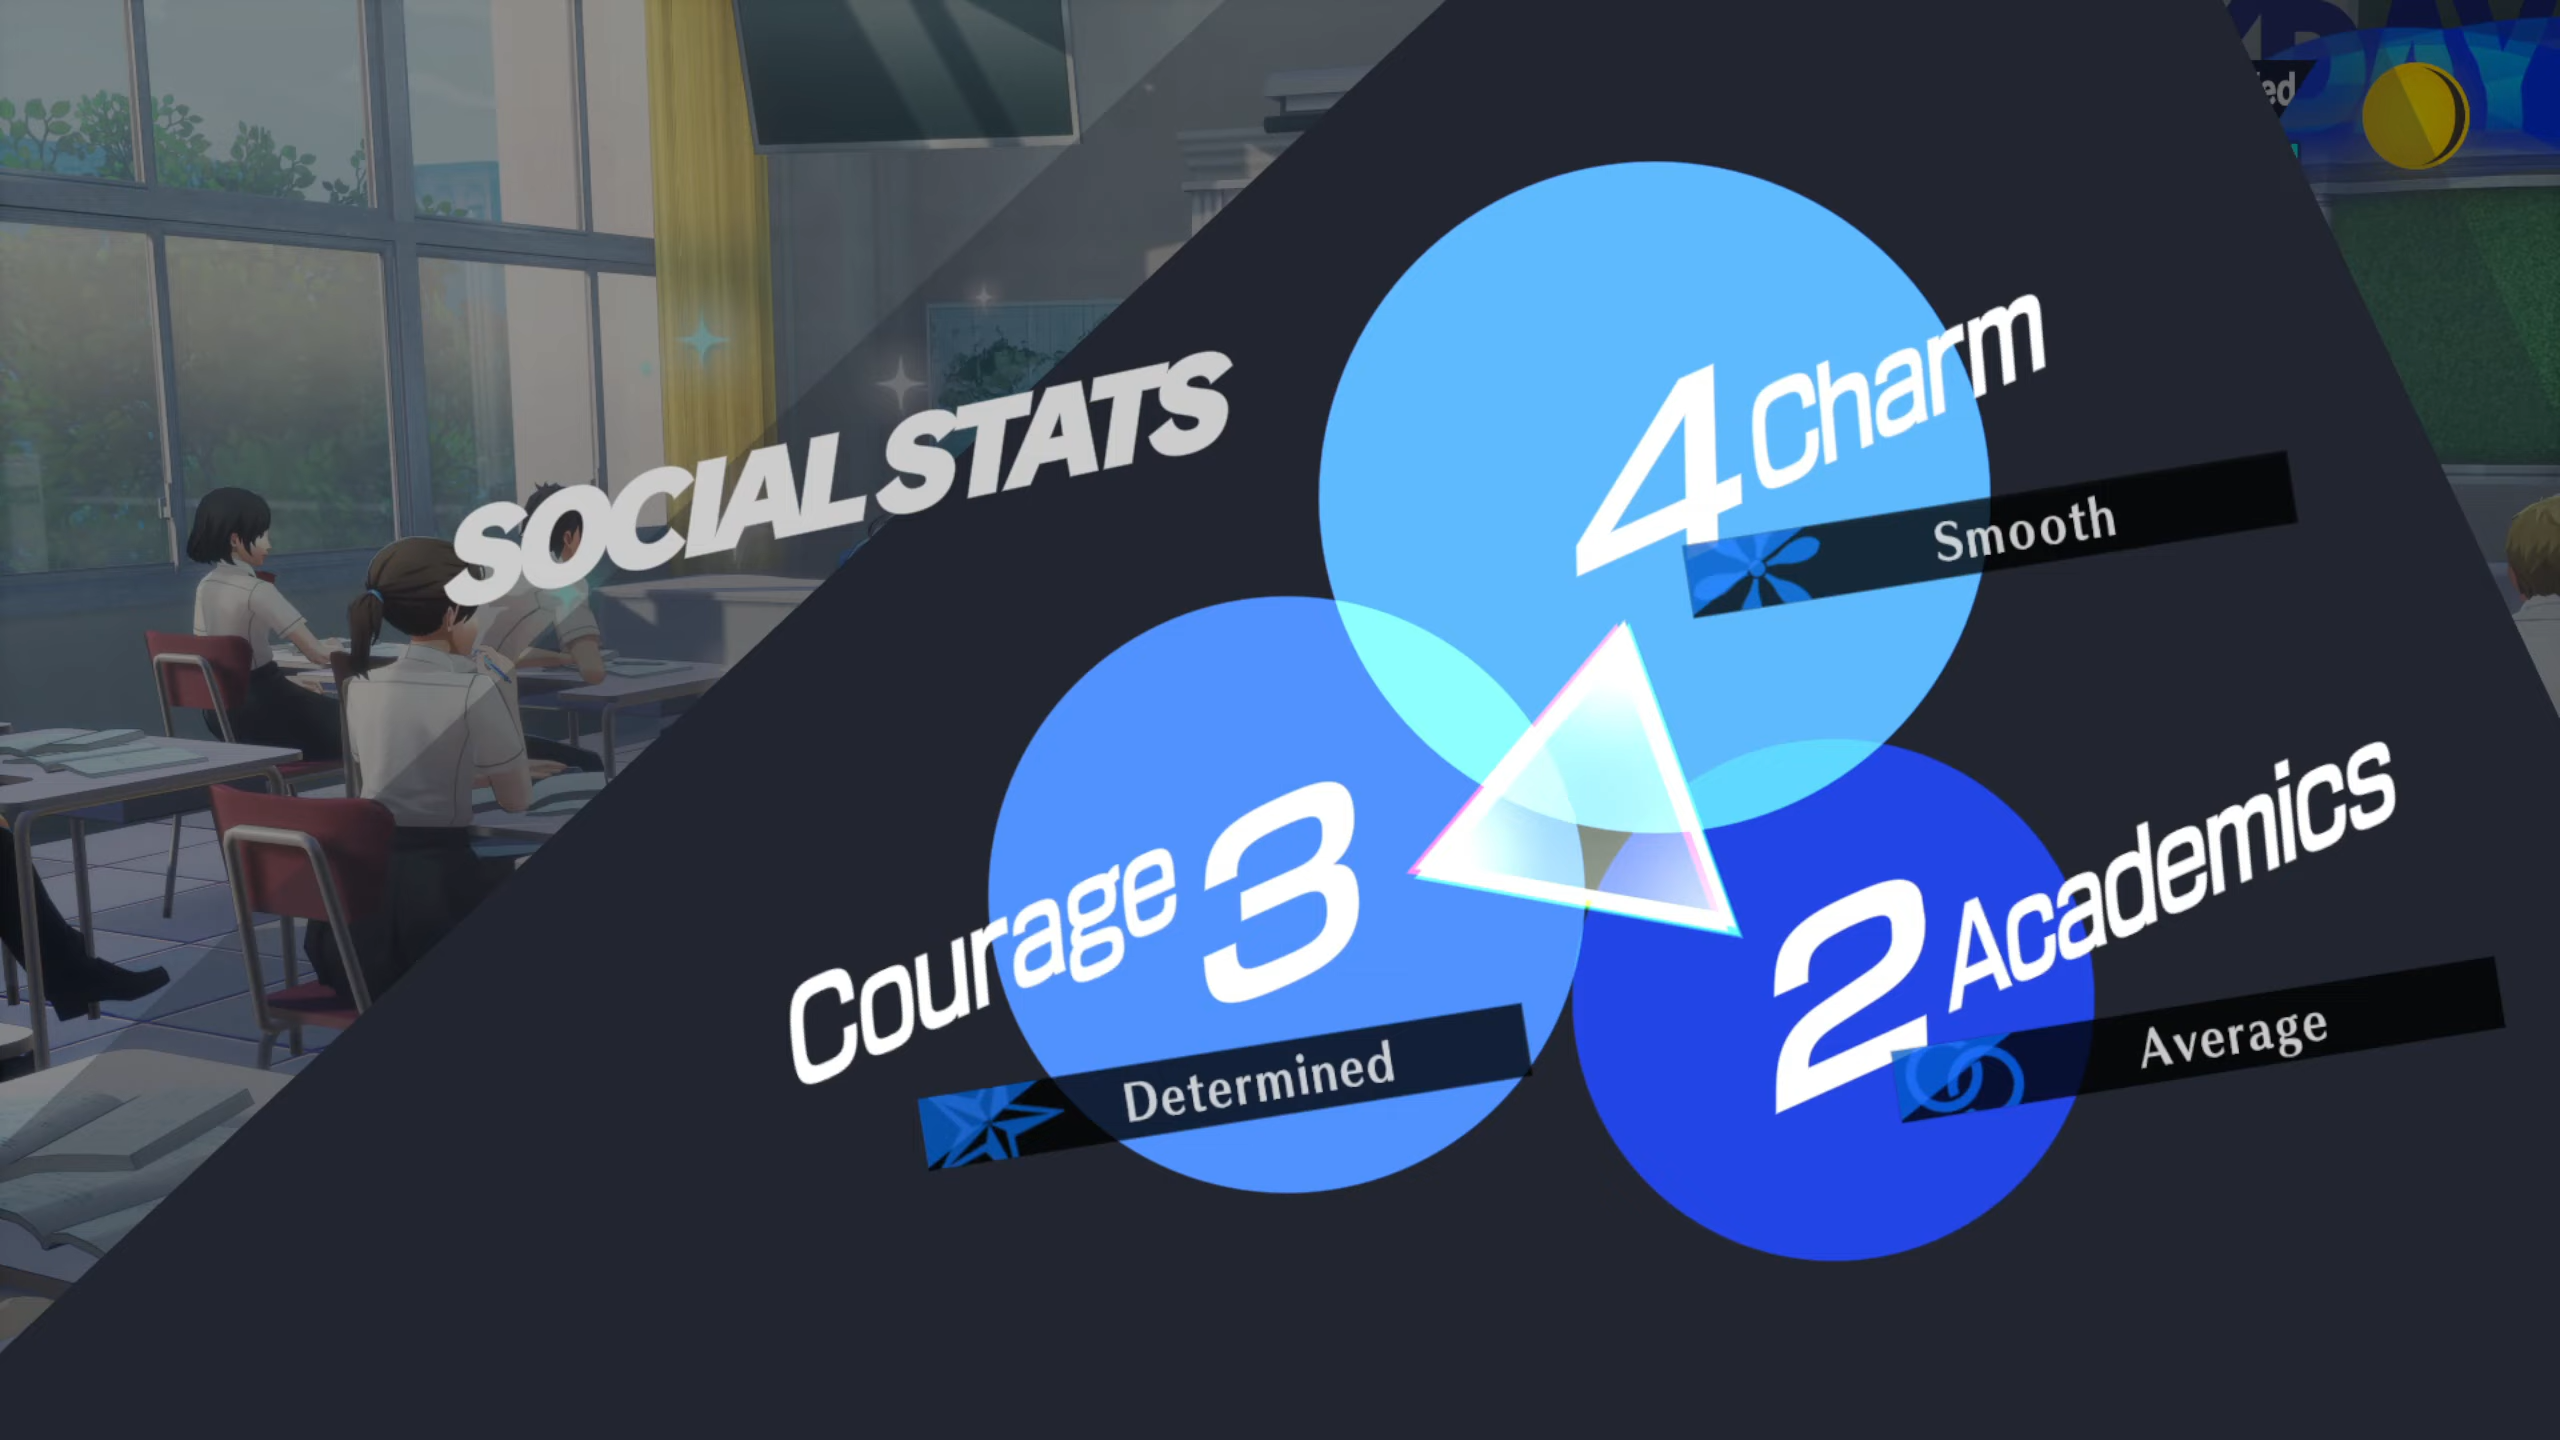 SOCIAL STATS
4 Charm
Smooth
Courage 3
Determined
2 Academics
Average